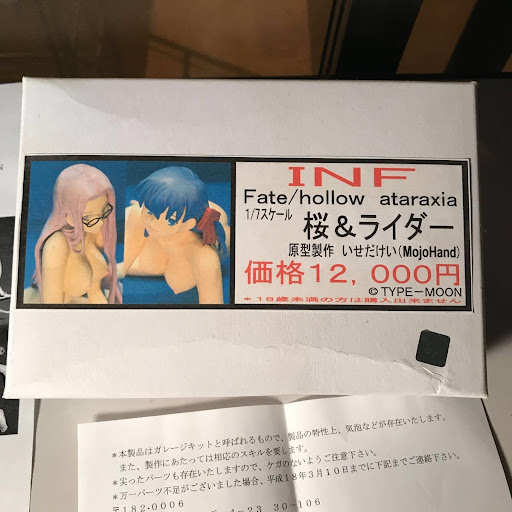 INF
Fate/hollow ataraxia
1/7スケール 桜&ライダー
原型製作 いせだけい(MojoHand)
価格12,000円
©TYPE-MOON
*18歳未満の方は購入出来ません
*本製品はガレージキットと呼ばれるもので、製品の特性上、気泡などが存在いたします。
また、製作にあたっては相応のスキルを要します。
*尖ったパーツも存在いたしますので、ケガのないようご注意下さい。
*万一パーツ不足がございました場合、平成18年3月10日までに下記までご連絡下さい。
〒182-0006
4-23 30-106